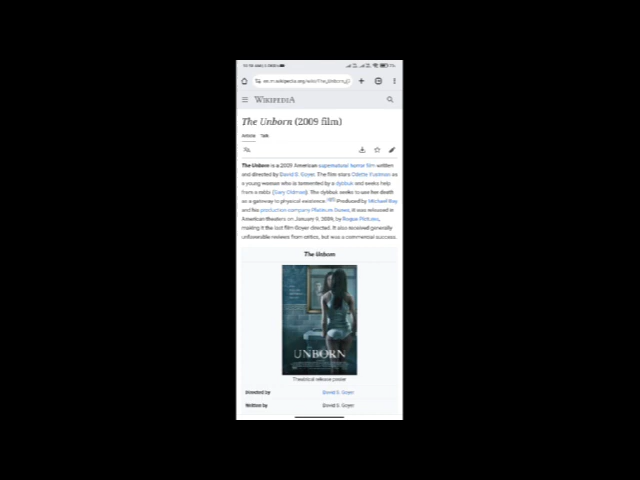 WIKIPEDIA
The Unborn (2009 film)
Article Talk
The Unborn is a 2009 American supernatural horror film written
and directed by David S. Goyer. The film stars Odette Yustman as
a young woman who is tormented by a dybbuk and seeks help
from a rabbi (Gary Oldman). The dybbuk seeks to use her death
as a gateway to physical existence. Produced by Michael Bay
and his production company Platinum Dunes, it was released in
American theaters on January 9, 2009, by Rogue Pictures,
making it the last film Goyer directed. It also received generally
unfavorable reviews from critics, but was a commercial success.
The Unborn
UNBORN
Theatrical release poster
Directed by David S. Goyer
Written by David S. Goyer